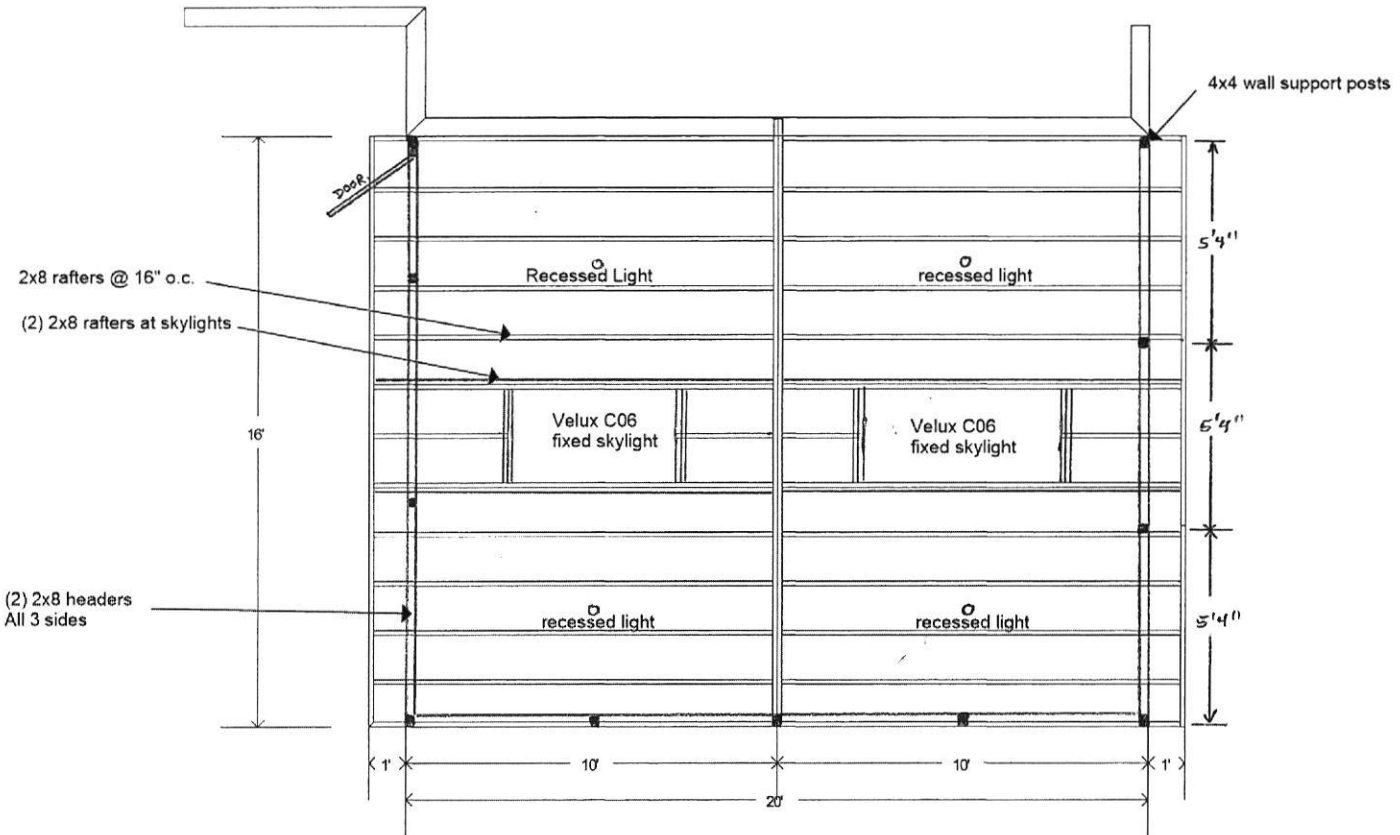 4x4 wall support posts
DOOR
5'4"
Recessed Light
recessed light
2x8 rafters @ 16" o.c.
(2) 2x8 rafters at skylights
16'
Velux C06
fixed skylight
Velux C06
fixed skylight
5'4"
(2) 2x8 headers
All 3 sides
recessed light
recessed light
5'4"
1'
10'
10'
1'
20'